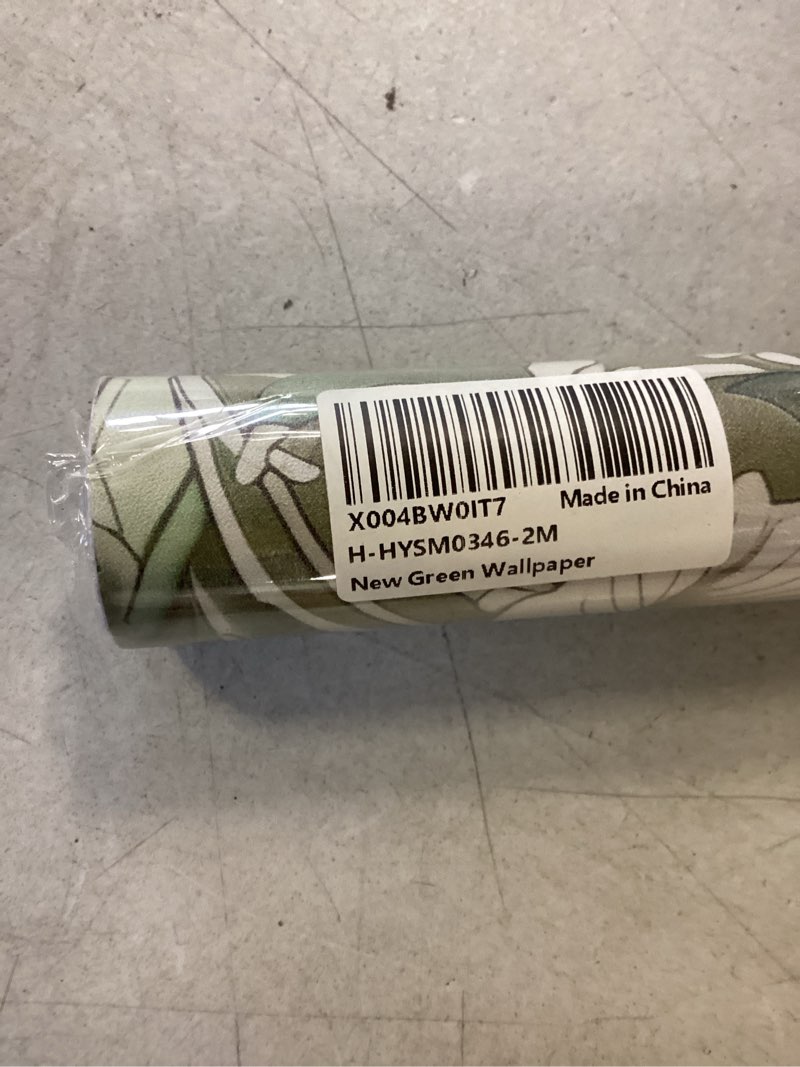 X004BW0IT7 Made in China
H-HYSM0346-2M
New Green Wallpaper